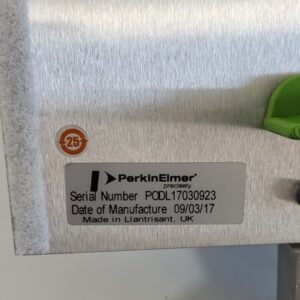 25
PerkinElmer
precisely.
Serial Number PODL17030923
Date of Manufacture 09/03/17
Made in Llantrisant, UK